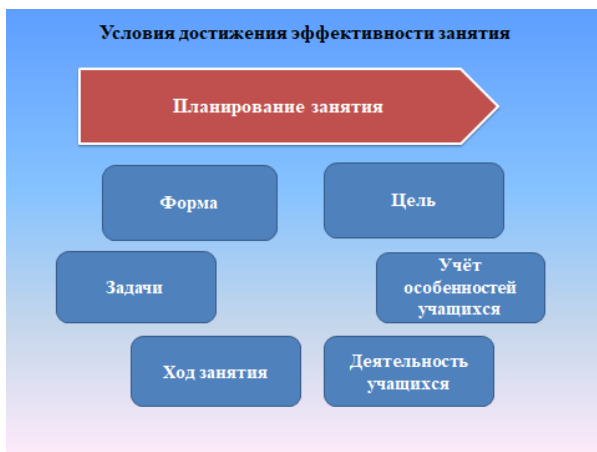 Условия достижения эффективности занятия
Планирование занятия
Форма
Цель
Задачи
Учёт
особенностей
учащихся
Ход занятия
Деятельность
учащихся